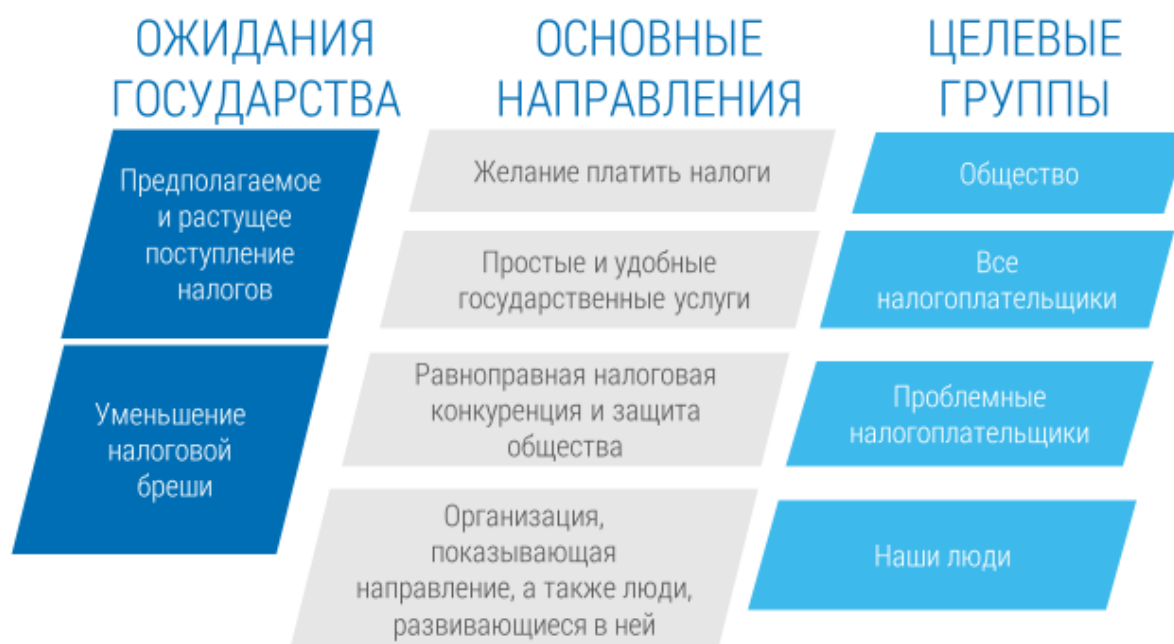 ОЖИДАНИЯ
ГОСУДАРСТВА
ОСНОВНЫЕ
НАПРАВЛЕНИЯ
ЦЕЛЕВЫЕ
ГРУППЫ
Предполагаемое
и растущее
поступление
налогов
Уменьшение
налоговой
бреши
Желание платить налоги
Простые и удобные
государственные услуги
Равноправная налоговая
конкуренция и защита
общества
Организация,
показывающая
направление, а также люди,
развивающиеся в ней
Общество
Все
налогоплательщики
Проблемные
налогоплательщики
Наши люди